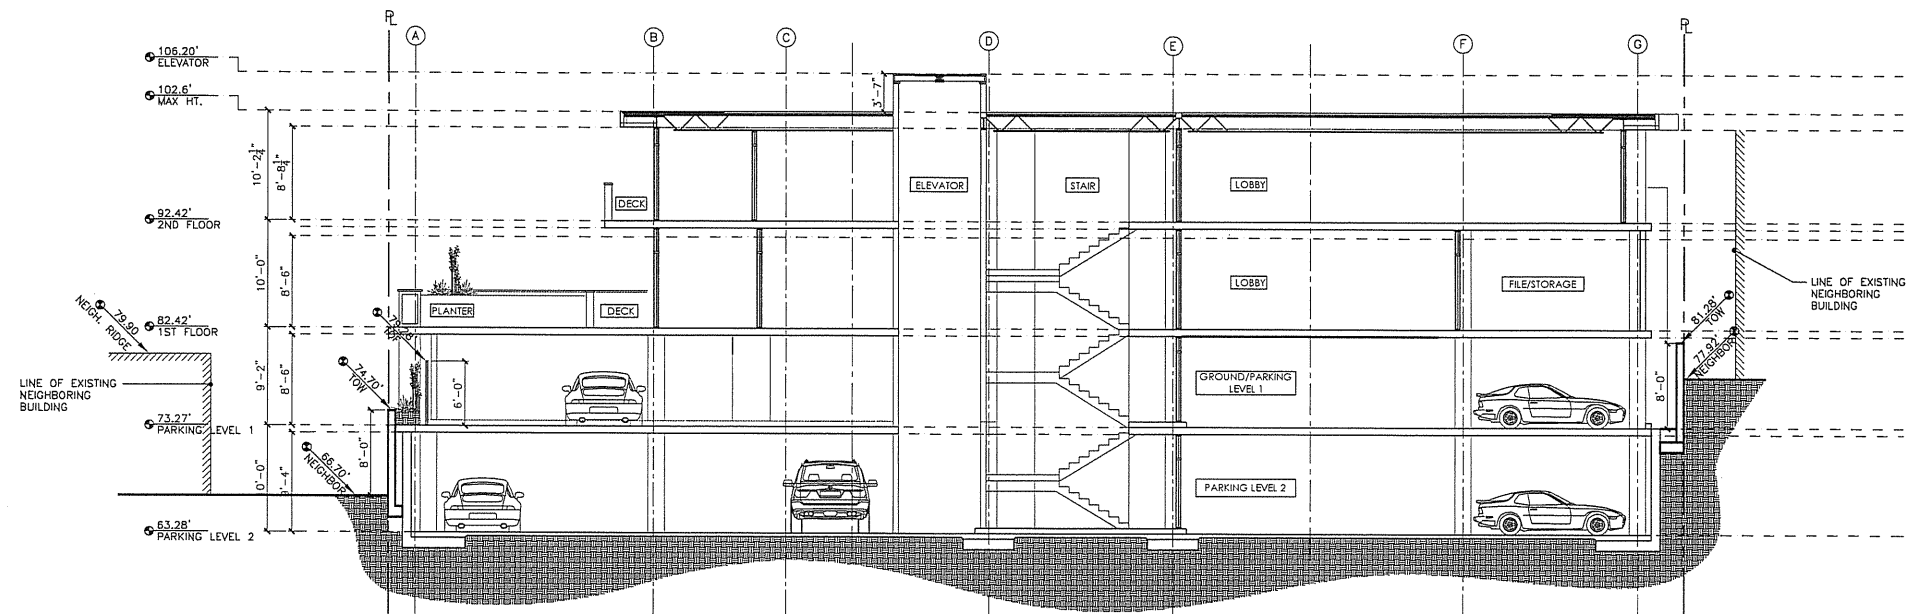 PL
A
B
C
D
E
F
G
PL
106.20'
ELEVATOR
102.6'
MAX HT.
3'-7"
10'-2 1/4"
8'-8 1/4"
ELEVATOR
STAIR
LOBBY
DECK
92.42'
2ND FLOOR
10'-0"
8'-6"
LOBBY
FILE/STORAGE
PLANTER
DECK
LINE OF EXISTING
NEIGHBORING
BUILDING
79.90
NEIGH. RIDGE
82.42'
1ST FLOOR
81.28'
TOW
77.92'
NEIGHBOR
74.70'
TOW
9'-2"
8'-6"
6'-0"
GROUND/PARKING
LEVEL 1
8'-0"
LINE OF EXISTING
NEIGHBORING
BUILDING
73.27'
PARKING LEVEL 1
8'-0"
66.70'
NEIGHBOR
0'-0"
9'-4"
PARKING LEVEL 2
63.28'
PARKING LEVEL 2